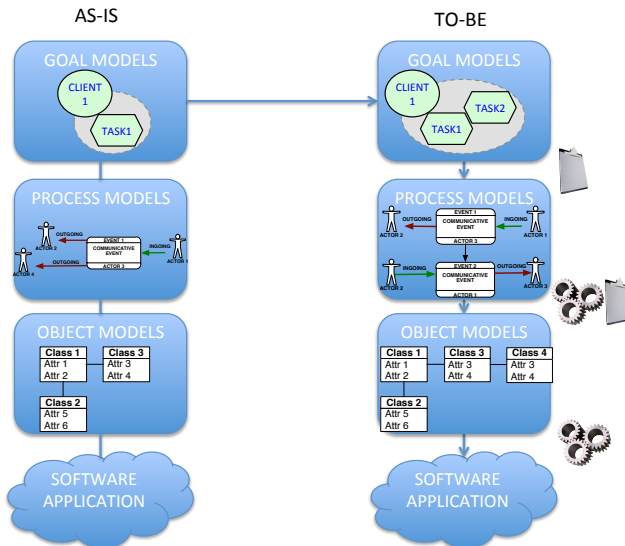 AS-IS
TO-BE
GOAL MODELS
CLIENT
1
TASK1
GOAL MODELS
CLIENT
1
TASK2
TASK1
PROCESS MODELS
OUTGOING
EVENT 1
COMMUNICATIVE
EVENT
INGOING
ACTOR 2
ACTOR 1
OUTGOING
ACTOR 3
ACTOR 4
PROCESS MODELS
EVENT 1
OUTGOING
COMMUNICATIVE
EVENT
INGOING
ACTOR 2
ACTOR 1
ACTOR 3
EVENT 2
INGOING
COMMUNICATIVE
EVENT
OUTGOING
ACTOR 2
ACTOR 3
ACTOR 1
OBJECT MODELS
Class 1
Attr 1
Attr 2
Class 3
Attr 3
Attr 4
Class 2
Attr 5
Attr 6
OBJECT MODELS
Class 1
Attr 1
Attr 2
Class 3
Attr 3
Attr 4
Class 4
Attr 3
Attr 4
Class 2
Attr 5
Attr 6
SOFTWARE
APPLICATION
SOFTWARE
APPLICATION